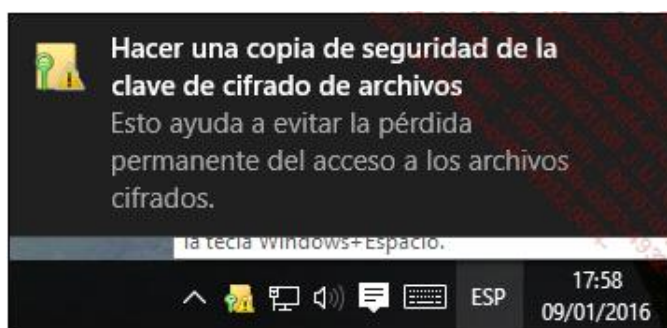 Hacer una copia de seguridad de la
clave de cifrado de archivos
Esto ayuda a evitar la pérdida
permanente del acceso a los archivos
cifrados.
la tecla Windows+Espacio.
ESP
17:58
09/01/2016